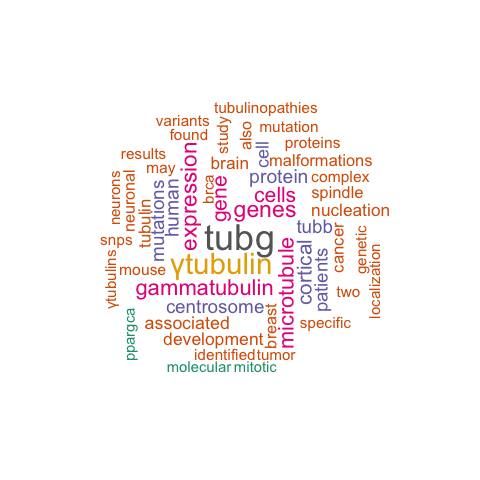 tubulinopathies
variants
study
also
mutation
found
proteins
results
cell
malformations
may
brain
expression
neurons
neuronal
mutations
human
brca
gene
protein
complex
cells
spindle
tubulin
genes
nucleation
snps
tubg
tubb
γtubulins
mouse
γtubulin
microtubule
cortical
patients
cancer
genetic
localization
gammatubulin
two
centrosome
ppargca
associated
breast
specific
development
identified
tumor
molecular
mitotic